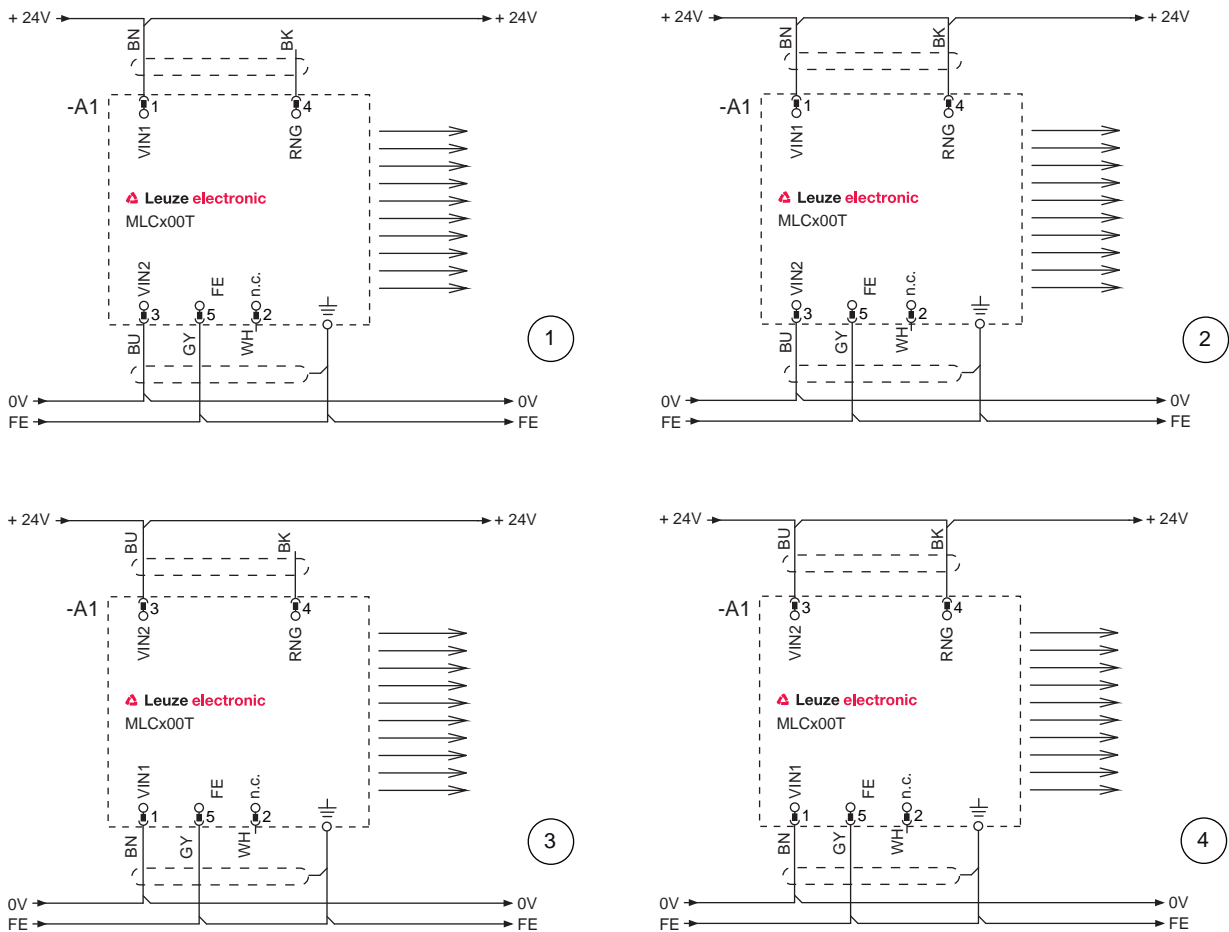 + 24V
+ 24V
BN
BK
-A1
1
4
VIN1
RNG
Leuze electronic
MLCx00T
VIN2
FE
n.c.
3
5
2
BU
GY
WH
1
0V
0V
FE
FE
+ 24V
+ 24V
BN
BK
-A1
1
4
VIN1
RNG
Leuze electronic
MLCx00T
VIN2
FE
n.c.
3
5
2
BU
GY
WH
2
0V
0V
FE
FE
+ 24V
+ 24V
BU
BK
-A1
3
4
VIN2
RNG
Leuze electronic
MLCx00T
VIN1
FE
n.c.
1
5
2
BN
GY
WH
3
0V
0V
FE
FE
+ 24V
+ 24V
BU
BK
-A1
3
4
VIN2
RNG
Leuze electronic
MLCx00T
VIN1
FE
n.c.
1
5
2
BN
GY
WH
4
0V
0V
FE
FE